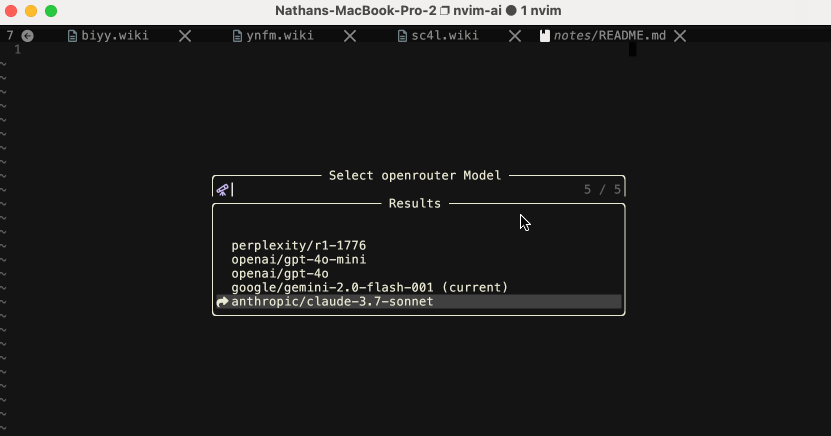 Nathans-MacBook-Pro-2 nvim-ai ● 1 nvim
7 biyy.wiki ynfm.wiki sc4l.wiki notes/README.md
1
~
~
~
~
~
~
~
~
Select openrouter Model
~
5 / 5
~
Results
~
~
~
perplexity/r1-1776
~
openai/gpt-4o-mini
~
openai/gpt-4o
~
google/gemini-2.0-flash-001 (current)
~
anthropic/claude-3.7-sonnet
~
~
~
~
~
~
~
~
~